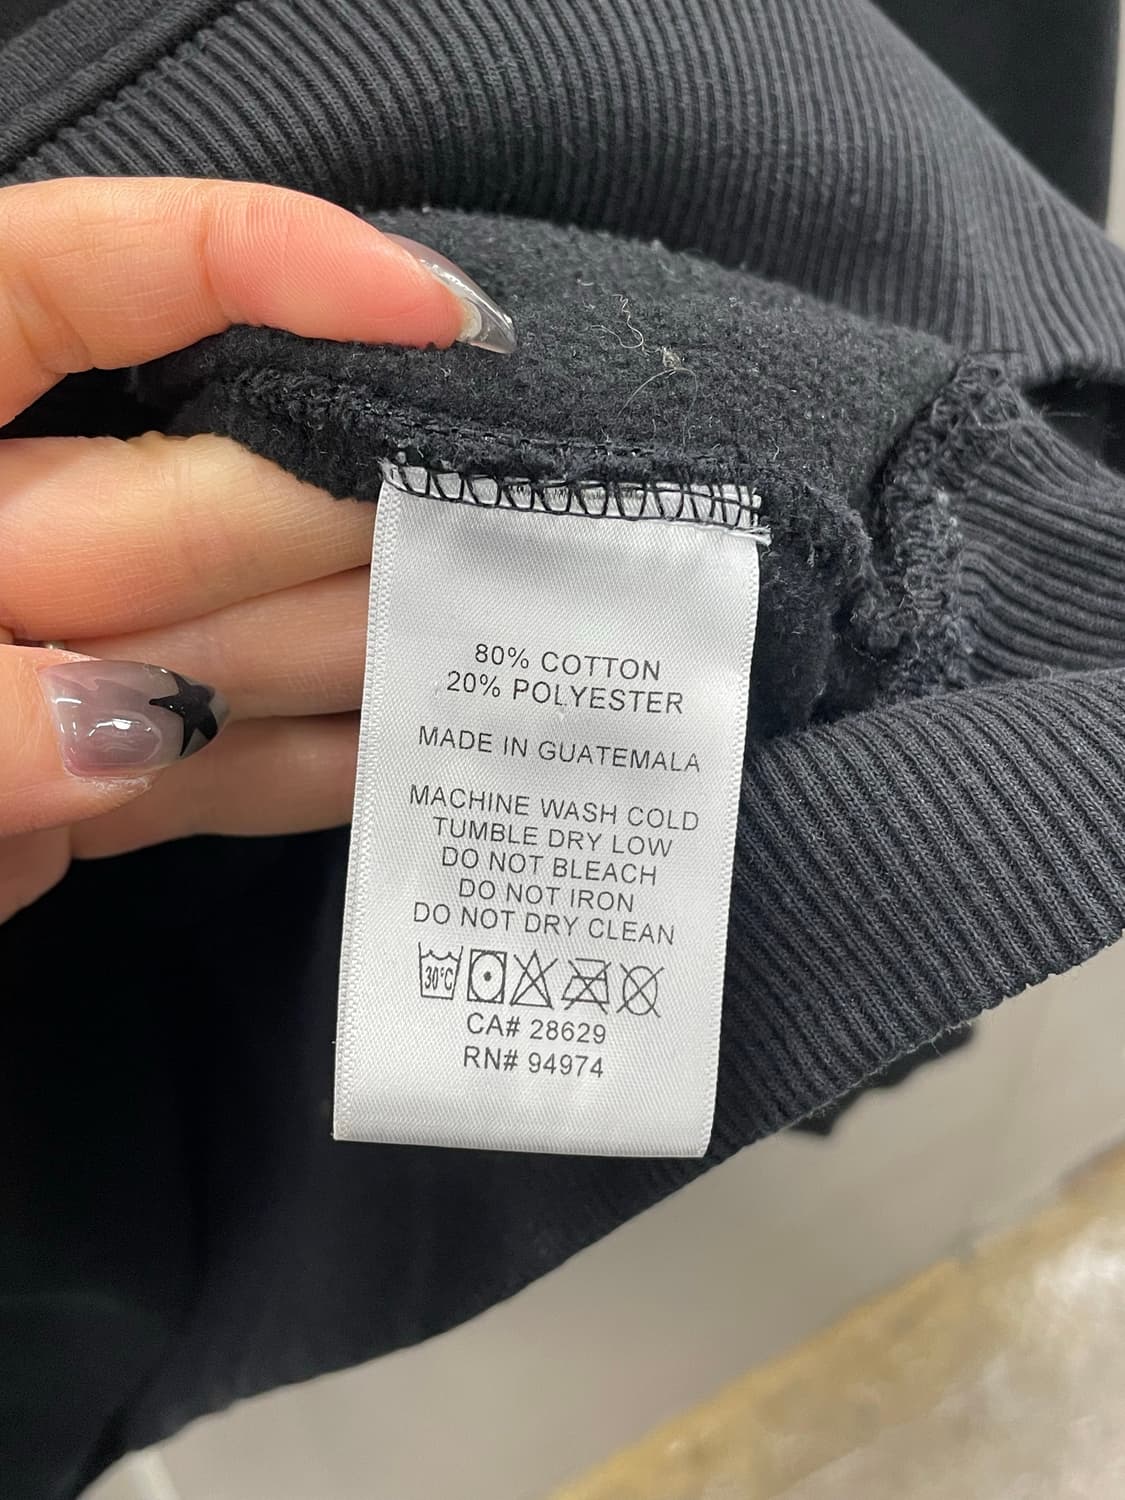 80% COTTON
20% POLYESTER
MADE IN GUATEMALA
MACHINE WASH COLD
TUMBLE DRY LOW
DO NOT BLEACH
DO NOT IRON
DO NOT DRY CLEAN
30°C
CA# 28629
RN# 94974